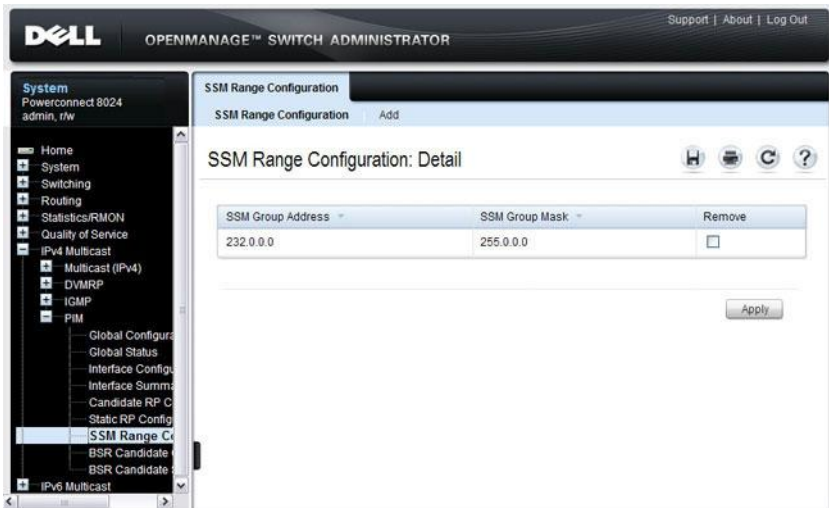 Support | About | Log Out
DELL OPENMANAGE™ SWITCH ADMINISTRATOR
System
Powerconnect 8024
admin, r/w
Home
System
Switching
Routing
Statistics/RMON
Quality of Service
IPv4 Multicast
Multicast (IPv4)
DVMRP
IGMP
PIM
Global Configura
Global Status
Interface Configu
Interface Summa
Candidate RP C
Static RP Config
SSM Range Co
BSR Candidate
BSR Candidate
IPv6 Multicast
SSM Range Configuration
SSM Range Configuration Add
SSM Range Configuration: Detail
SSM Group Address SSM Group Mask Remove
232.0.0.0 255.0.0.0
Apply